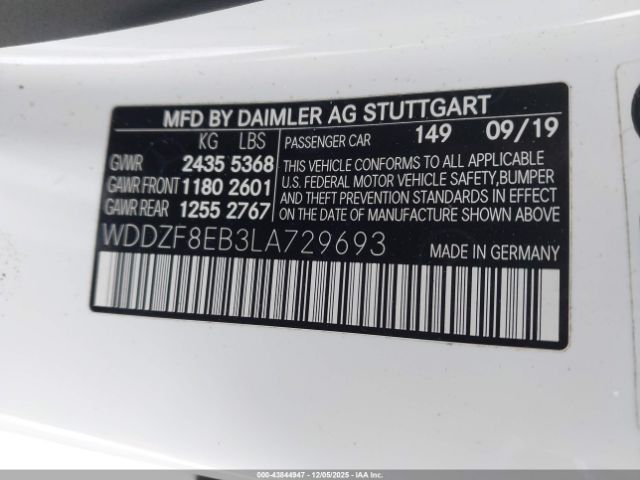 MFD BY DAIMLER AG STUTTGART
KG LBS
GVWR 2435 5368
GAWR FRONT 1180 2601
GAWR REAR 1255 2767
PASSENGER CAR 149 09/19
THIS VEHICLE CONFORMS TO ALL APPLICABLE
U.S. FEDERAL MOTOR VEHICLE SAFETY,BUMPER
AND THEFT PREVENTION STANDARDS IN EFFECT
ON THE DATE OF MANUFACTURE SHOWN ABOVE
WDDZF8EB3LA729693
MADE IN GERMANY
000-43844947 - 12/05/2025 - IAAI.CA